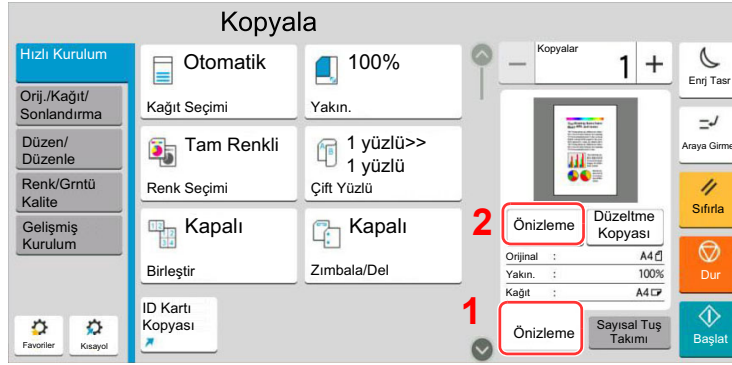 Kopyala
Hızlı Kurulum
Orij./Kağıt/
Sonlandırma
Düzen/
Düzenle
Renk/Grntü
Kalite
Gelişmiş
Kurulum
Favoriler
Kısayol
Otomatik
Kağıt Seçimi
100%
Yakın.
Tam Renkli
Renk Seçimi
1 yüzlü>>
1 yüzlü
Çift Yüzlü
Kapalı
Birleştir
Kapalı
Zımbala/Del
ID Kartı
Kopyası
Kopyalar
1
2
Önizleme
Düzeltme
Kopyası
Orijinal : A4
Yakın. : 100%
Kağıt : A4
1
Önizleme
Sayısal Tuş
Takımı
Enrj Tasr
Araya Girme
Sıfırla
Dur
Başlat